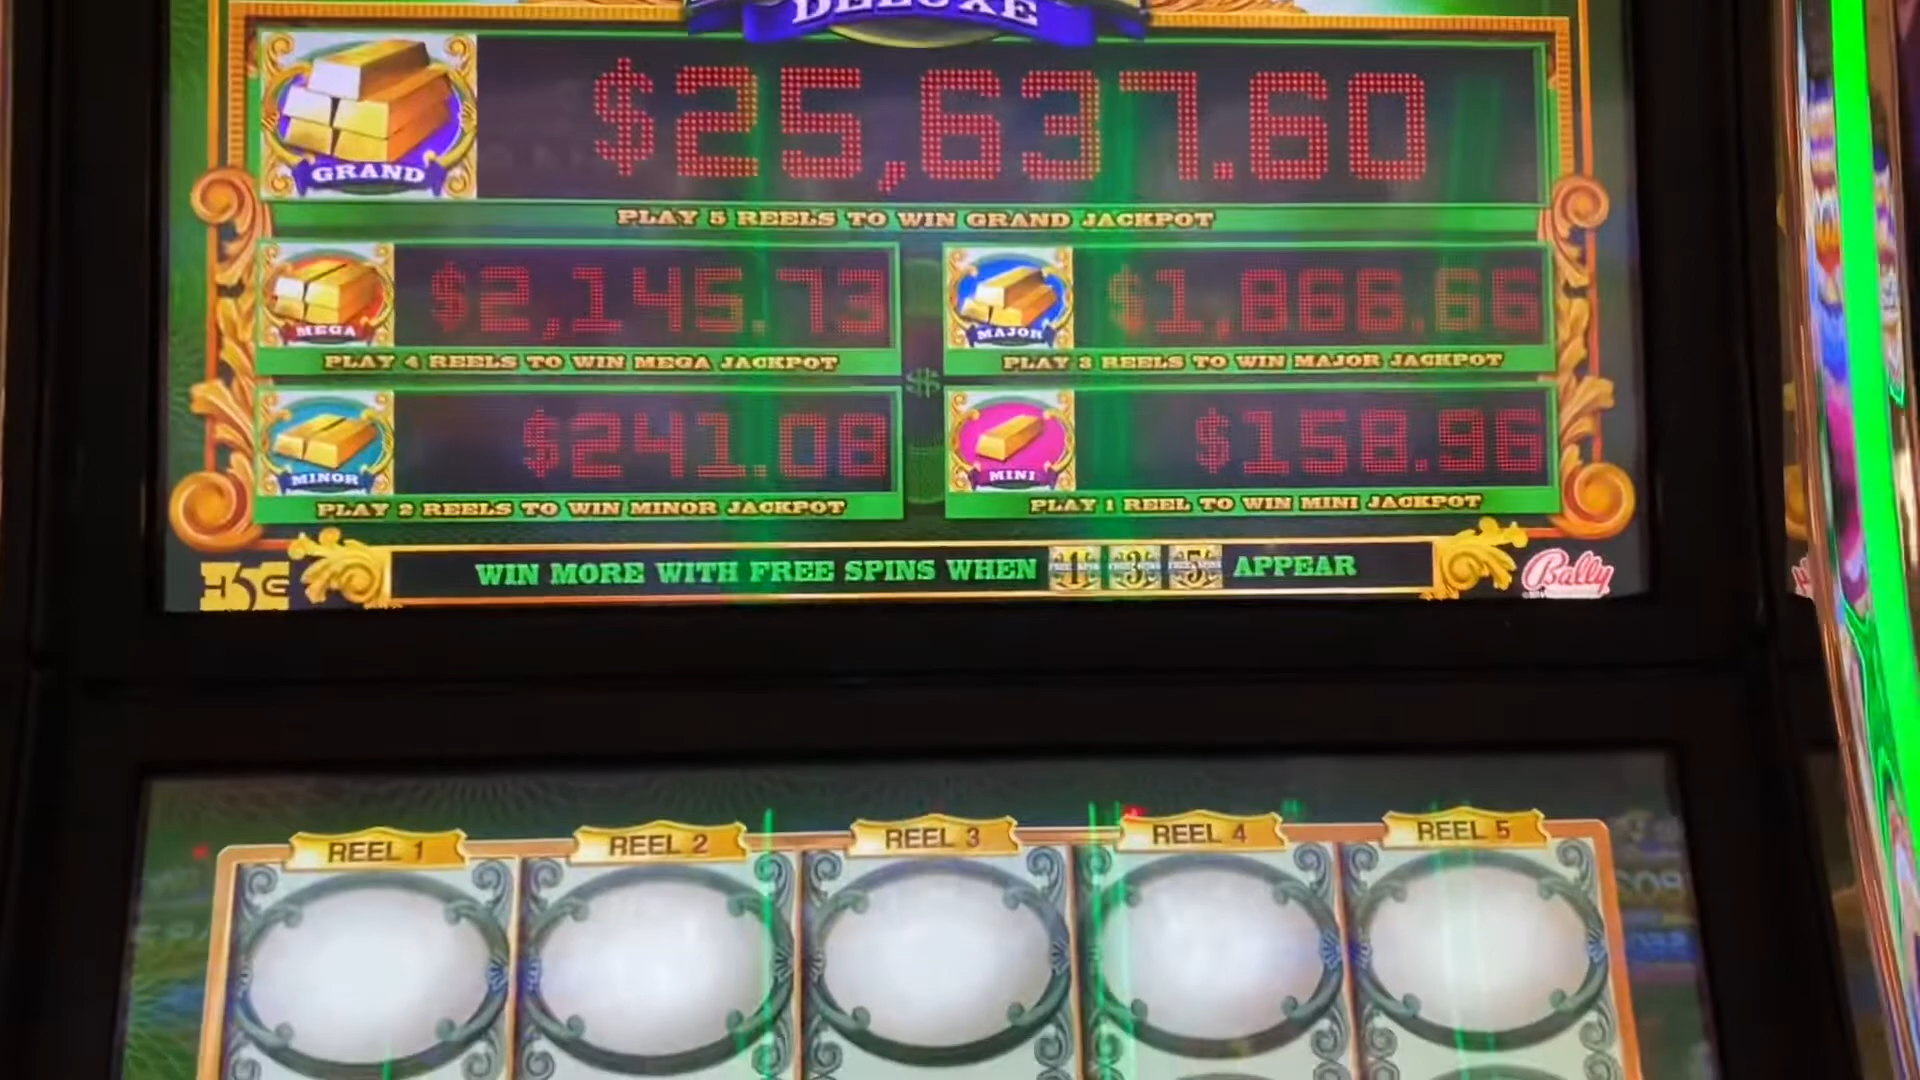 DELUXE
GRAND
$25,637.60
PLAY 5 REELS TO WIN GRAND JACKPOT
MEGA
$2,145.73
MAJOR
$1,866.66
PLAY 4 REELS TO WIN MEGA JACKPOT
PLAY 3 REELS TO WIN MAJOR JACKPOT
MINOR
$241.08
MINI
$158.96
PLAY 2 REELS TO WIN MINOR JACKPOT
PLAY 1 REEL TO WIN MINI JACKPOT
WIN MORE WITH FREE SPINS WHEN 1 3 5 APPEAR
Bally
REEL 1
REEL 2
REEL 3
REEL 4
REEL 5